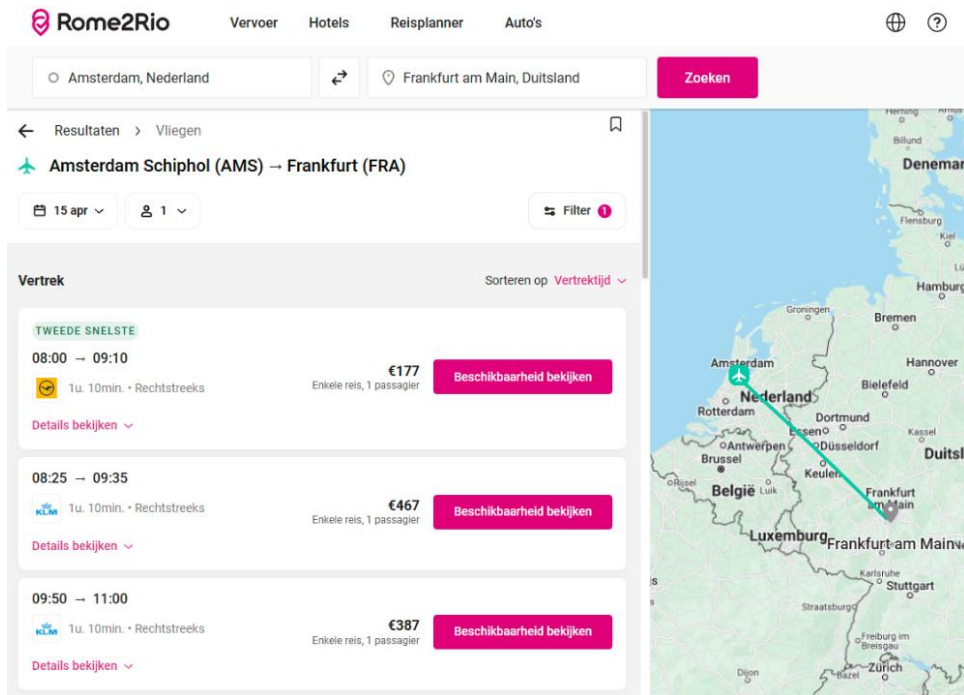 Rome2Rio Vervoer Hotels Reisplanner Auto's
Amsterdam, Nederland Frankfurt am Main, Duitsland Zoeken
Resultaten > Vliegen
Amsterdam Schiphol (AMS) → Frankfurt (FRA)
15 apr 1 Filter 1
Vertrek Sorteren op Vertrektijd
TWEEDE SNELSTE
08:00 → 09:10
€177
Enkele reis, 1 passagier
Beschikbaarheid bekijken
1u. 10min. • Rechtstreeks
Details bekijken
08:25 → 09:35
€467
Enkele reis, 1 passagier
Beschikbaarheid bekijken
KLM 1u. 10min. • Rechtstreeks
Details bekijken
09:50 → 11:00
€387
Enkele reis, 1 passagier
Beschikbaarheid bekijken
KLM 1u. 10min. • Rechtstreeks
Details bekijken
Herning
Billund
Denemar
Flensburg
Kiel
Hamburg
Groningen
Bremen
Amsterdam
Hannover
Nederland
Bielefeld
Rotterdam
Dortmund
Essen
Kassel
Antwerpen
Düsseldorf
Duitsl
Brussel
Keulen
Rijsel
België
Luik
Frankfurt
am Main
Luxemburg
Frankfurt am Main
Karlsruhe
Stuttgart
Straatsburg
Freiburg im
Breisgau
Zürich
Dijon
Bazel